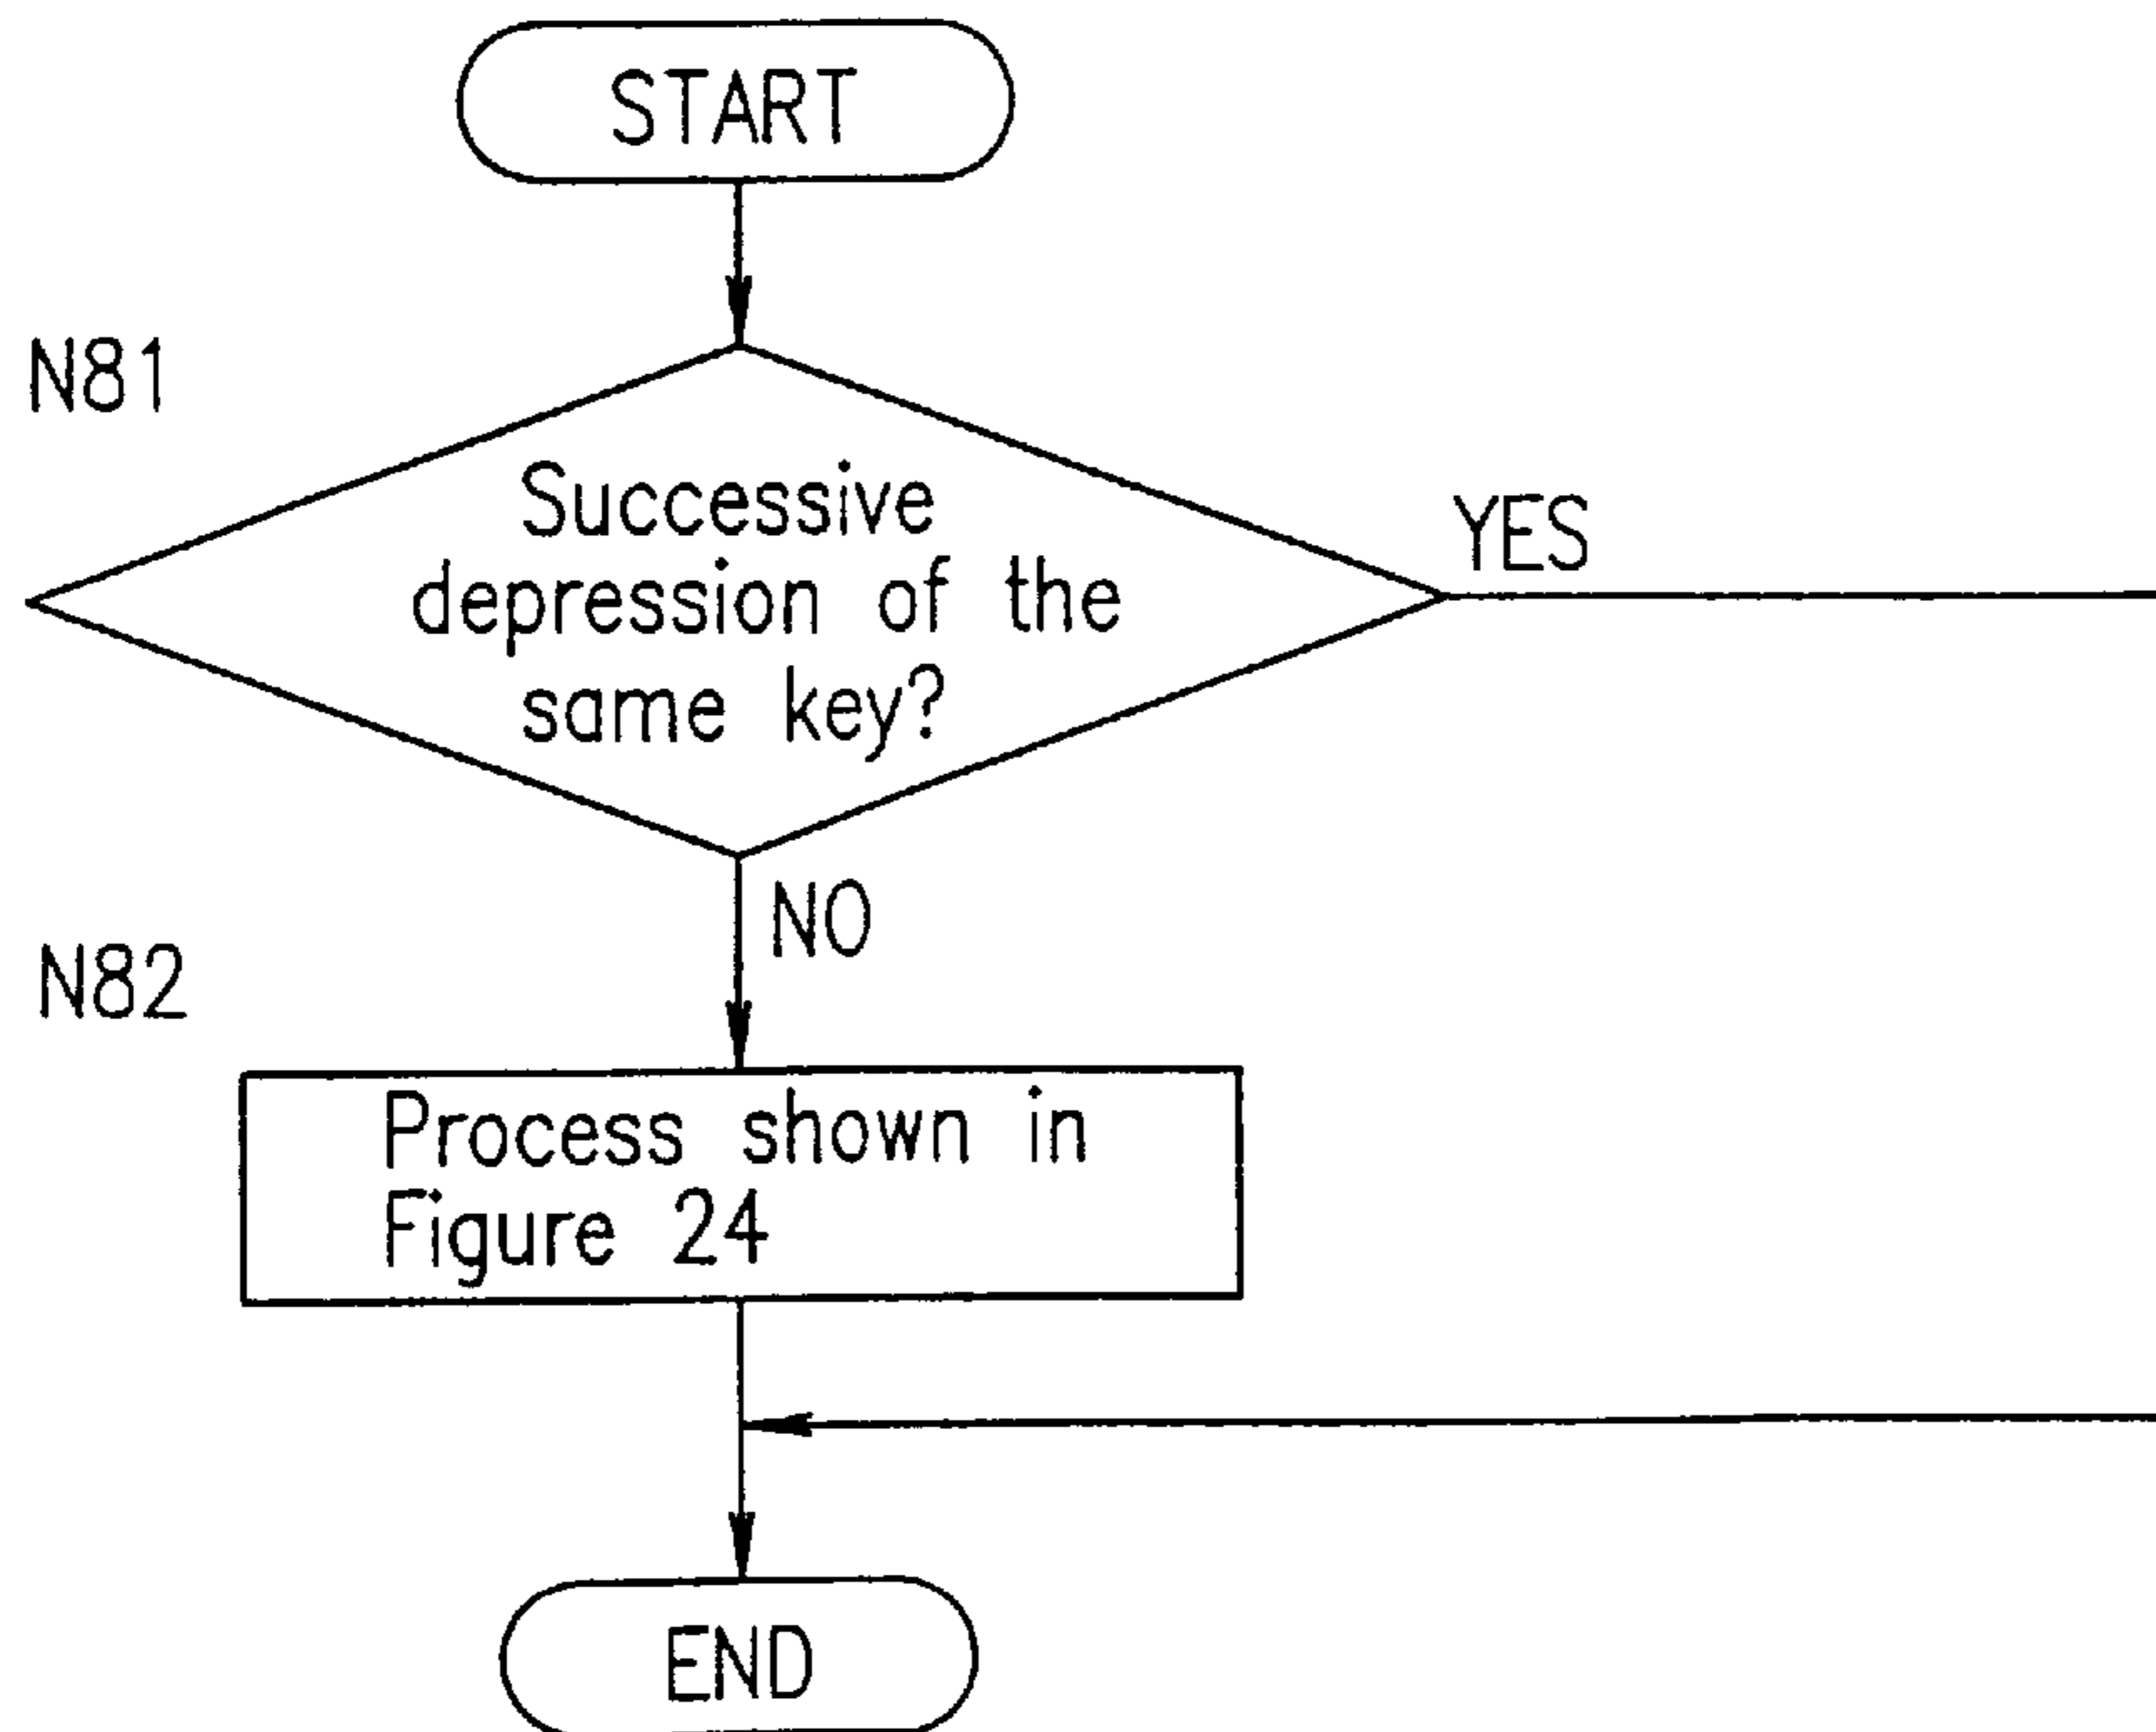 START
N81
Successive
depression of the
same key?
YES
NO
N82
Process shown in
Figure 24
END